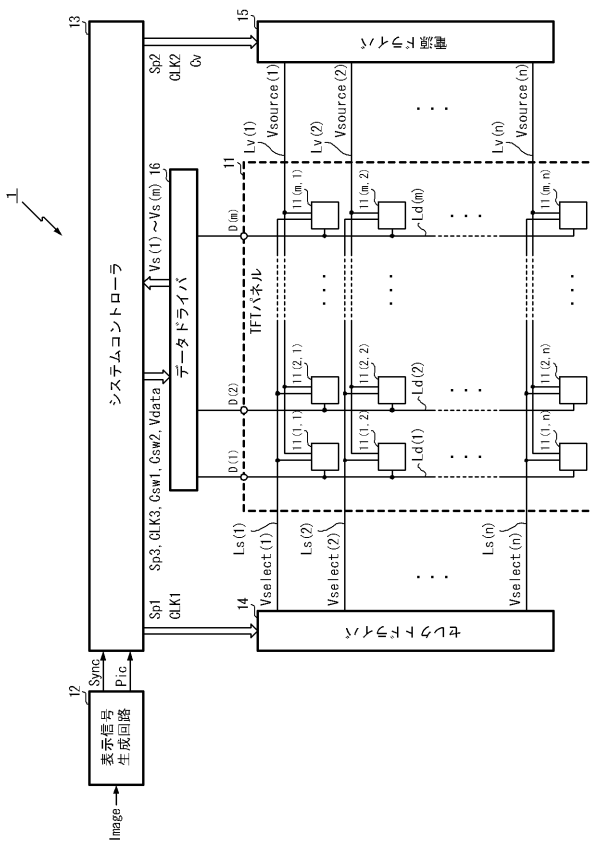 1
Image
12
表示信号
生成回路
Sync
Pic
13
システムコントローラ
Sp1
CLK1
Sp3, CLK3, Csw1, Csw2, Vdata
Vs(1)～Vs(m)
Sp2
CLK2
Cv
16
データドライバ
14
セレクトドライバ
15
電源ドライバ
D(1)
D(2)
D(m)
11
TFTパネル
Ls(1)
Vselect(1)
11(1,1)
11(2,1)
11(m,1)
Lv(1)
Vsource(1)
Ls(2)
Vselect(2)
11(1,2)
11(2,2)
11(m,2)
Lv(2)
Vsource(2)
Ld(1)
Ld(2)
Ld(m)
Ls(n)
Vselect(n)
11(1,n)
11(2,n)
11(m,n)
Lv(n)
Vsource(n)